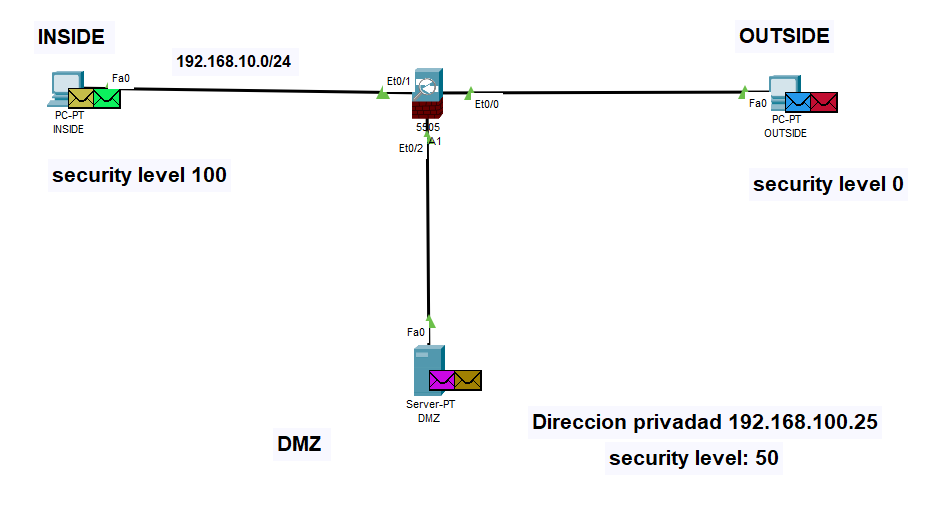 INSIDE
OUTSIDE
192.168.10.0/24
Fa0
Et0/1
Et0/0
Fa0
PC-PT
INSIDE
PC-PT
OUTSIDE
5505
A1
Et0/2
security level 100
security level 0
Fa0
Server-PT
DMZ
DMZ
Direccion privadad 192.168.100.25
security level: 50